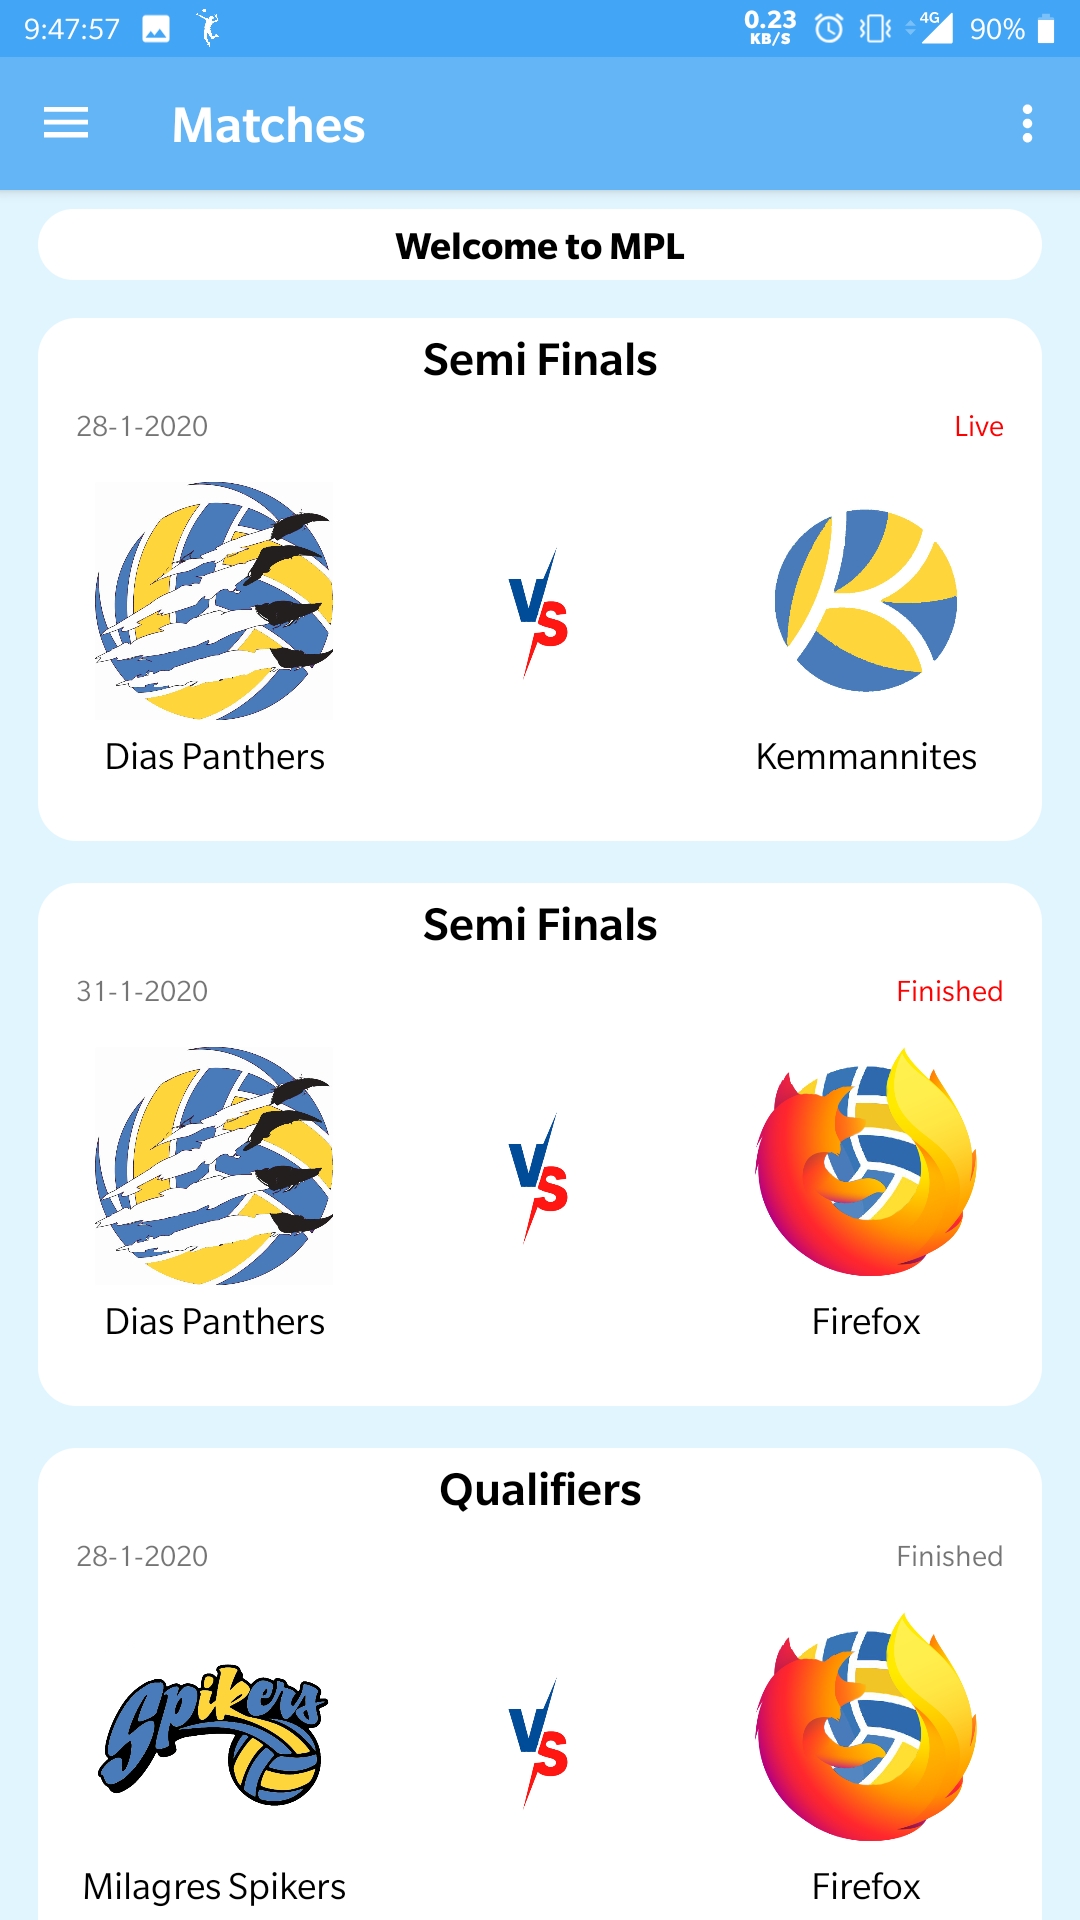 9:47:57
0.23
KB/S
4G
90%
Matches
Welcome to MPL
Semi Finals
28-1-2020
Live
VS
Dias Panthers
Kemmannites
Semi Finals
31-1-2020
Finished
VS
Dias Panthers
Firefox
Qualifiers
28-1-2020
Finished
Spikers
VS
Milagres Spikers
Firefox